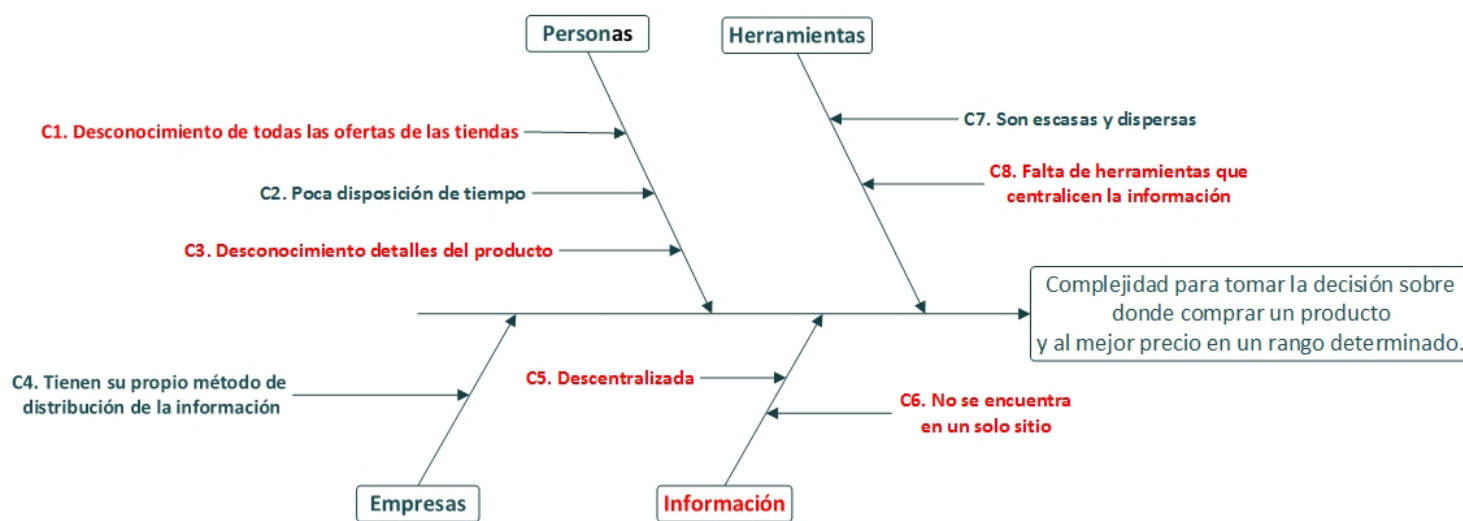 Personas
Herramientas
C1. Desconocimiento de todas las ofertas de las tiendas
C2. Poca disposición de tiempo
C3. Desconocimiento detalles del producto
C7. Son escasas y dispersas
C8. Falta de herramientas que
centralicen la información
Complejidad para tomar la decisión sobre
donde comprar un producto
y al mejor precio en un rango determinado.
C4. Tienen su propio método de
distribución de la información
C5. Descentralizada
C6. No se encuentra
en un solo sitio
Empresas
Información